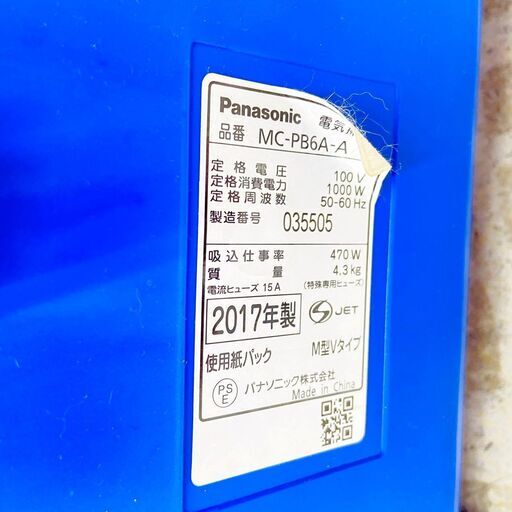 Panasonic 電気
品番 MC-PB6A-A
定格電圧 100 V
定格消費電力 1000 W
定格周波数 50-60 Hz
製造番号 035505
吸込仕事率 470 W
質量 4.3 kg
電流ヒューズ 15 A (特殊専用ヒューズ)
2017年製 S JET
使用紙パック M型Vタイプ
PS E パナソニック株式会社
Made in China